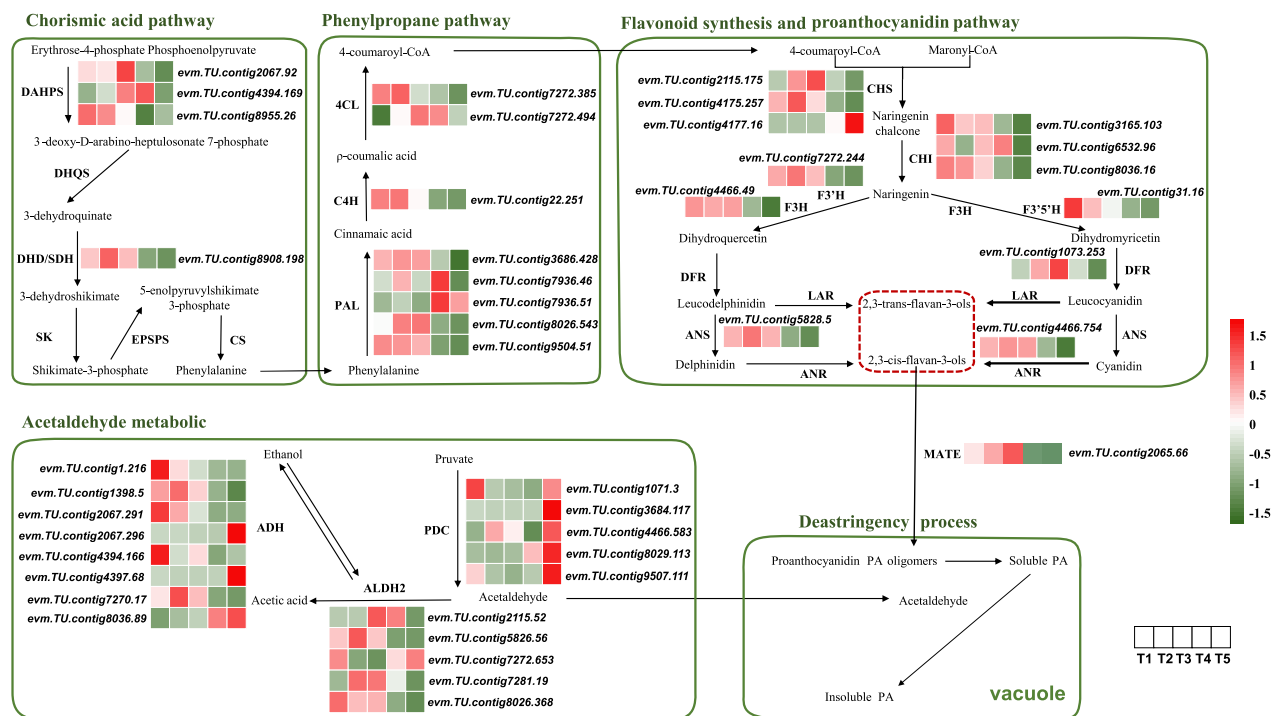 Chorismic acid pathway
Erythrose-4-phosphate Phosphoenolpyruvate
DAHPS
evm.TU.contig2067.92
evm.TU.contig4394.169
evm.TU.contig8955.26
3-deoxy-D-arabino-heptulosonate 7-phosphate
DHQS
3-dehydroquinate
DHD/SDH
evm.TU.contig8908.198
3-dehydroshikimate
5-enolpyruvylshikimate
3-phosphate
SK
EPSPS
CS
Shikimate-3-phosphate
Phenylalanine
Phenylpropane pathway
4-coumaroyl-CoA
4CL
evm.TU.contig7272.385
evm.TU.contig7272.494
ρ-coumalic acid
C4H
evm.TU.contig22.251
Cinnamaic acid
PAL
evm.TU.contig3686.428
evm.TU.contig7936.46
evm.TU.contig7936.51
evm.TU.contig8026.543
evm.TU.contig9504.51
Phenylalanine
Flavonoid synthesis and proanthocyanidin pathway
4-coumaroyl-CoA
Maronyl-CoA
evm.TU.contig2115.175
evm.TU.contig4175.257
evm.TU.contig4177.16
CHS
Naringenin
chalcone
CHI
evm.TU.contig3165.103
evm.TU.contig6532.96
evm.TU.contig8036.16
evm.TU.contig7272.244
F3'H
Naringenin
evm.TU.contig4466.49
F3H
F3H
evm.TU.contig31.16
F3'5'H
Dihydroquercetin
Dihydromyricetin
evm.TU.contig1073.253
DFR
DFR
Leucodelphinidin
LAR
2,3-trans-flavan-3-ols
LAR
Leucocyanidin
evm.TU.contig5828.5
ANS
evm.TU.contig4466.754
ANS
Delphinidin
ANR
2,3-cis-flavan-3-ols
ANR
Cyanidin
MATE
evm.TU.contig2065.66
1.5
1
0.5
0
-0.5
-1
-1.5
Acetaldehyde metabolic
evm.TU.contig1.216
evm.TU.contig1398.5
evm.TU.contig2067.291
evm.TU.contig2067.296
evm.TU.contig4394.166
evm.TU.contig4397.68
evm.TU.contig7270.17
evm.TU.contig8036.89
ADH
Ethanol
Pruvate
PDC
evm.TU.contig1071.3
evm.TU.contig3684.117
evm.TU.contig4466.583
evm.TU.contig8029.113
evm.TU.contig9507.111
ALDH2
Acetic acid
Acetaldehyde
evm.TU.contig2115.52
evm.TU.contig5826.56
evm.TU.contig7272.653
evm.TU.contig7281.19
evm.TU.contig8026.368
Deastringency process
Proanthocyanidin PA oligomers
Soluble PA
Acetaldehyde
Insoluble PA
vacuole
T1 T2 T3 T4 T5